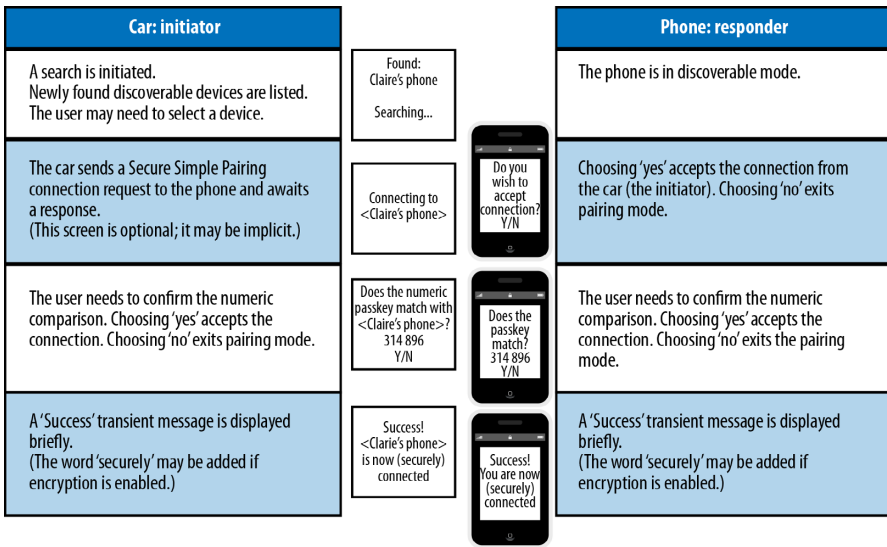 Car: initiator
Phone: responder
A search is initiated.
Newly found discoverable devices are listed.
The user may need to select a device.
Found:
Claire's phone
Searching...
The phone is in discoverable mode.
The car sends a Secure Simple Pairing
connection request to the phone and awaits
a response.
(This screen is optional; it may be implicit.)
Connecting to
<Claire's phone>
Do you
wish to
accept
connection?
Y/N
Choosing 'yes' accepts the connection from
the car (the initiator). Choosing 'no' exits
pairing mode.
The user needs to confirm the numeric
comparison. Choosing 'yes' accepts the
connection. Choosing 'no' exits pairing mode.
Does the numeric
passkey match with
<Claire's phone>?
314 896
Y/N
Does the
passkey
match?
314 896
Y/N
The user needs to confirm the numeric
comparison. Choosing 'yes' accepts the
connection. Choosing 'no' exits the pairing
mode.
A 'Success' transient message is displayed
briefly.
(The word 'securely' may be added if
encryption is enabled.)
Success!
<Clarie's phone>
is now (securely)
connected
Success!
You are now
(securely)
connected
A 'Success' transient message is displayed
briefly.
(The word 'securely' may be added if
encryption is enabled.)